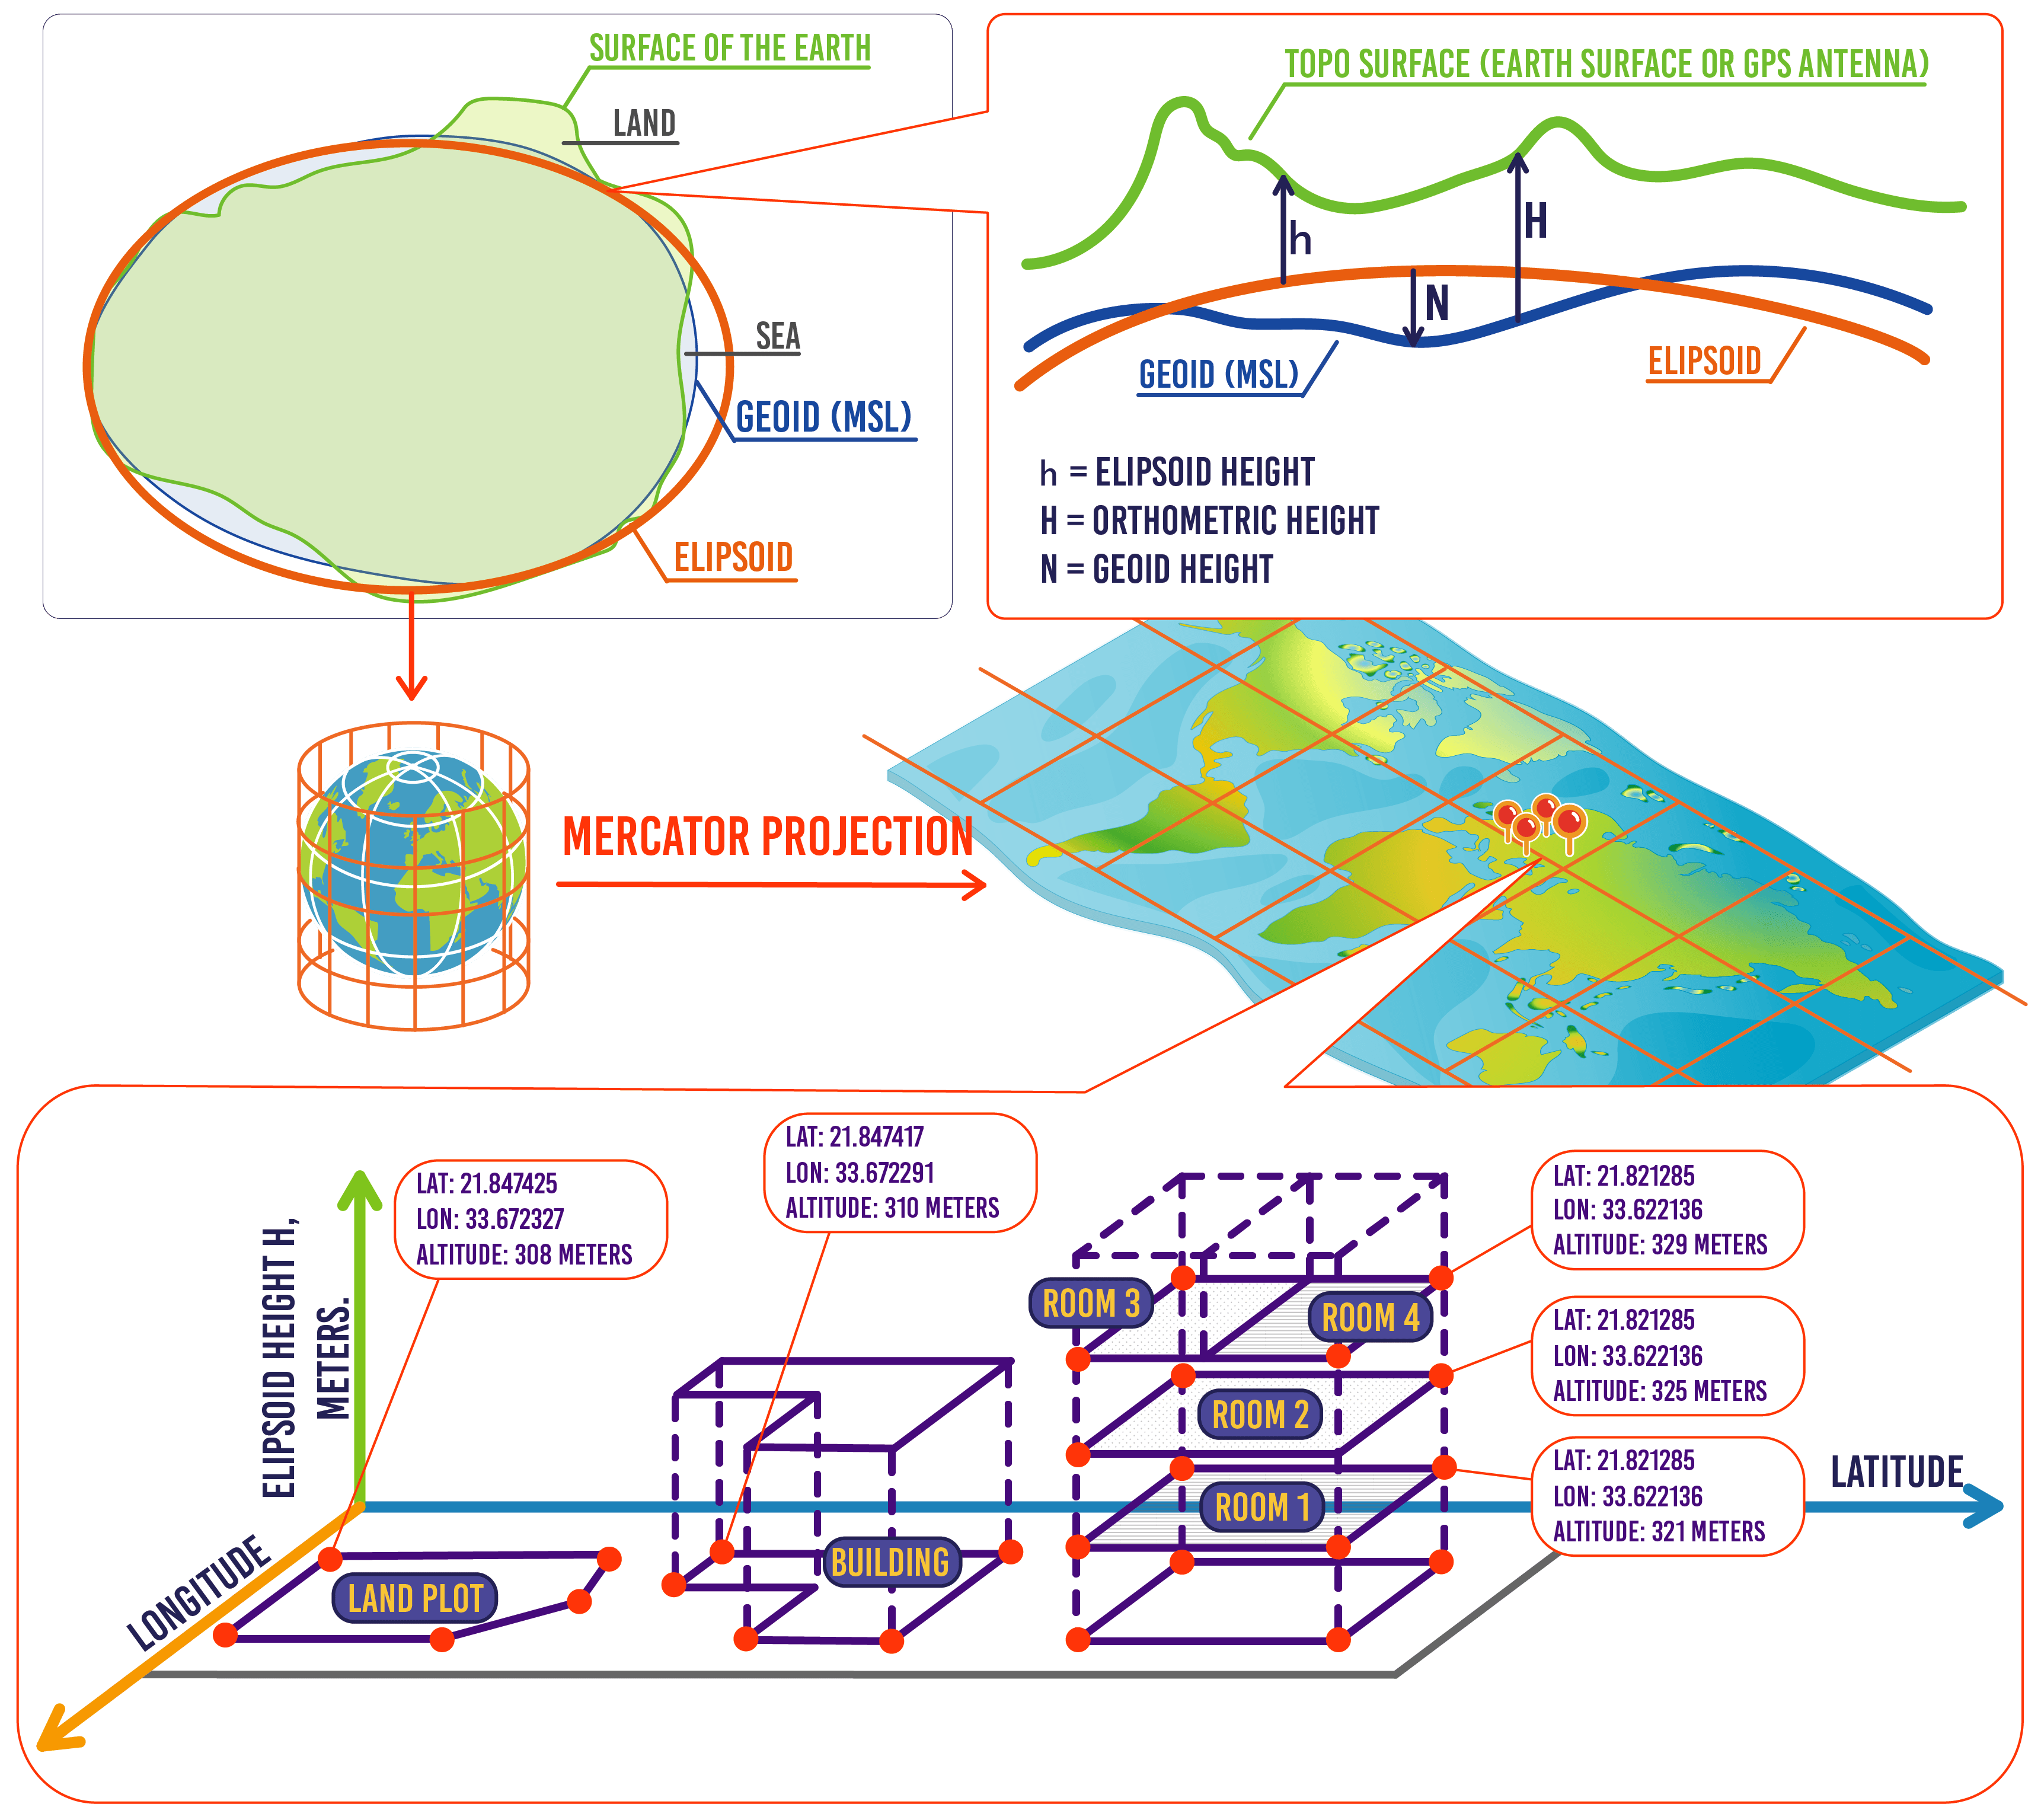 SURFACE OF THE EARTH
LAND
SEA
GEOID (MSL)
ELIPSOID
TOPO SURFACE (EARTH SURFACE OR GPS ANTENNA)
h
H
N
GEOID (MSL)
ELIPSOID
h = ELIPSOID HEIGHT
H = ORTHOMETRIC HEIGHT
N = GEOID HEIGHT
MERCATOR PROJECTION
ELIPSOID HEIGHT H,
METERS.
LAT: 21.847425
LON: 33.672327
ALTITUDE: 308 METERS
LAT: 21.847417
LON: 33.672291
ALTITUDE: 310 METERS
LAT: 21.821285
LON: 33.622136
ALTITUDE: 329 METERS
ROOM 3
ROOM 4
LAT: 21.821285
LON: 33.622136
ALTITUDE: 325 METERS
ROOM 2
LAT: 21.821285
LON: 33.622136
ALTITUDE: 321 METERS
ROOM 1
LATITUDE
LONGITUDE
LAND PLOT
BUILDING